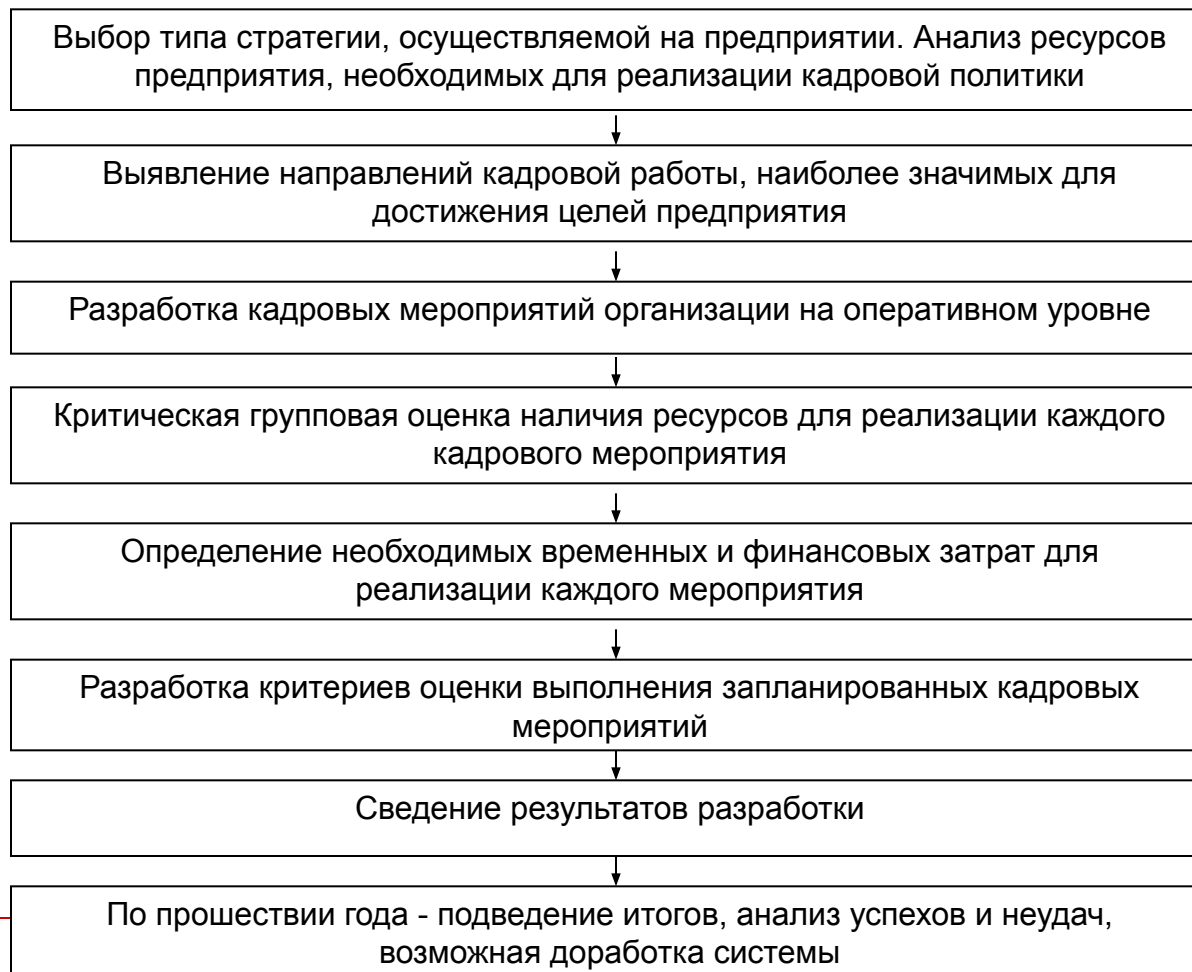 Выбор типа стратегии, осуществляемой на предприятии. Анализ ресурсов
предприятия, необходимых для реализации кадровой политики
Выявление направлений кадровой работы, наиболее значимых для
достижения целей предприятия
Разработка кадровых мероприятий организации на оперативном уровне
Критическая групповая оценка наличия ресурсов для реализации каждого
кадрового мероприятия
Определение необходимых временных и финансовых затрат для
реализации каждого мероприятия
Разработка критериев оценки выполнения запланированных кадровых
мероприятий
Сведение результатов разработки
По прошествии года - подведение итогов, анализ успехов и неудач,
возможная доработка системы